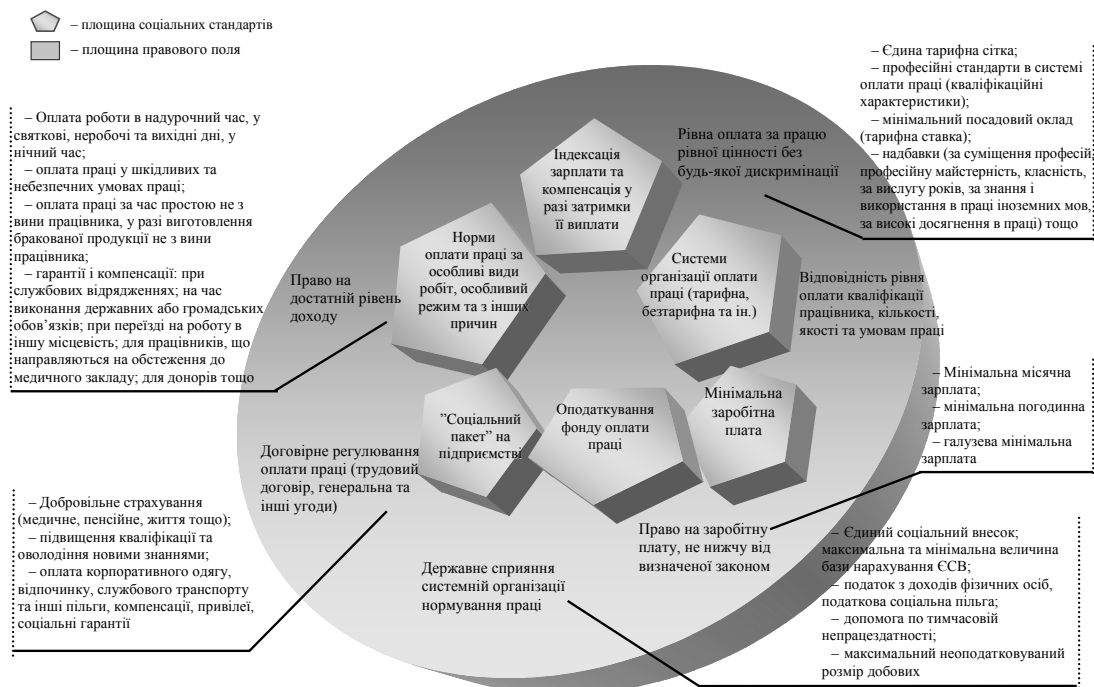 – площина соціальних стандартів
– площина правового поля
– Оплата роботи в надурочний час, у
святкові, неробочі та вихідні дні, у
нічний час;
– оплата праці у шкідливих та
небезпечних умовах праці;
– оплата праці за час простою не з
вини працівника, у разі виготовлення
бракованої продукції не з вини
працівника;
– гарантії і компенсації: при
службових відрядженнях; на час
виконання державних або громадських
обов’язків; при переїзді на роботу в
іншу місцевість; для працівників, що
направляються на обстеження до
медичного закладу; для донорів тощо
– Єдина тарифна сітка;
– професійні стандарти в системі
оплати праці (кваліфікаційні
характеристики);
– мінімальний посадовий оклад
(тарифна ставка);
– надбавки (за суміщення професій,
професійну майстерність, класність,
за вислугу років, за знання і
використання в праці іноземних мов,
за високі досягнення в праці) тощо
Індексація
зарплати та
компенсація у
разі затримки
її виплати
Рівна оплата за працю
рівної цінності без
будь-якої дискримінації
Норми
оплати праці за
особливі види
робіт, особливий
режим та з інших
причин
Системи
організації оплати
праці (тарифна,
безтарифна та ін.)
Право на
достатній рівень
доходу
Відповідність рівня
оплати кваліфікації
працівника, кількості,
якості та умовам праці
”Соціальний
пакет” на
підприємстві
Оподаткування
фонду оплати
праці
Мінімальна
заробітна
плата
– Мінімальна місячна
зарплата;
– мінімальна погодинна
зарплата;
– галузева мінімальна
зарплата
Договірне регулювання
оплати праці (трудовий
договір, генеральна та
інші угоди)
– Добровільне страхування
(медичне, пенсійне, життя тощо);
– підвищення кваліфікації та
оволодіння новими знаннями;
– оплата корпоративного одягу,
відпочинку, службового транспорту
та інші пільги, компенсації, привілеї,
соціальні гарантії
Державне сприяння
системній організації
нормування праці
Право на заробітну
плату, не нижчу від
визначеної законом
– Єдиний соціальний внесок;
максимальна та мінімальна величина
бази нарахування ЄСВ;
– податок з доходів фізичних осіб,
податкова соціальна пільга;
– допомога по тимчасовій
непрацездатності;
– максимальний неоподатковуваний
розмір добових